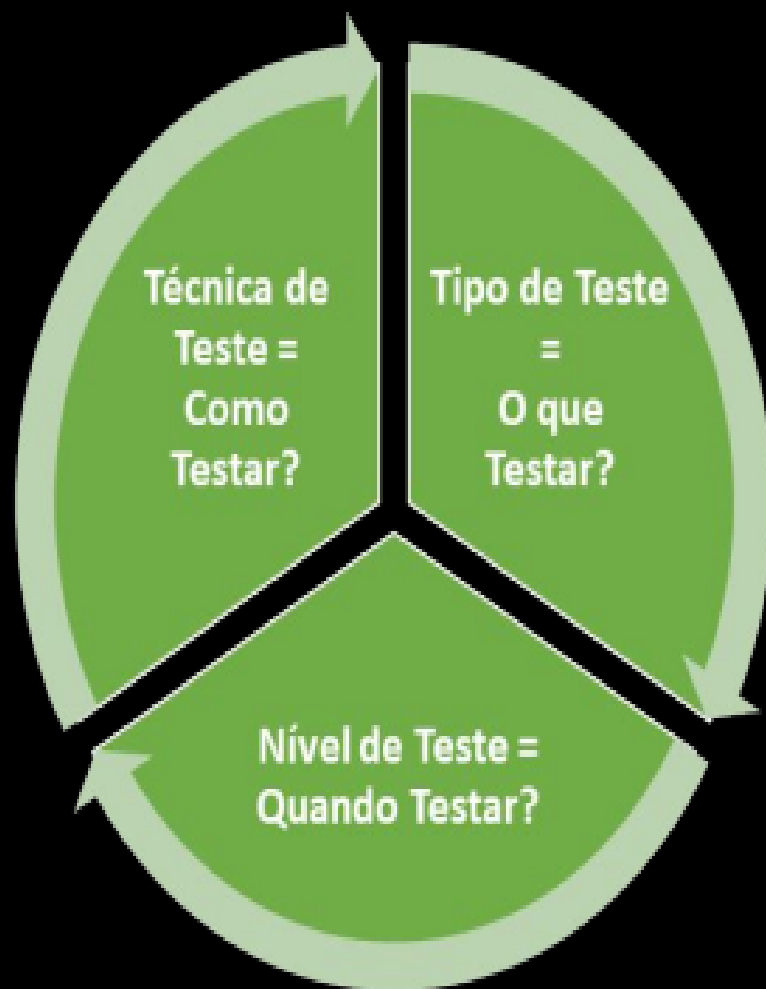 Técnica de
Teste =
Como
Testar?
Tipo de Teste
=
O que
Testar?
Nível de Teste =
Quando Testar?